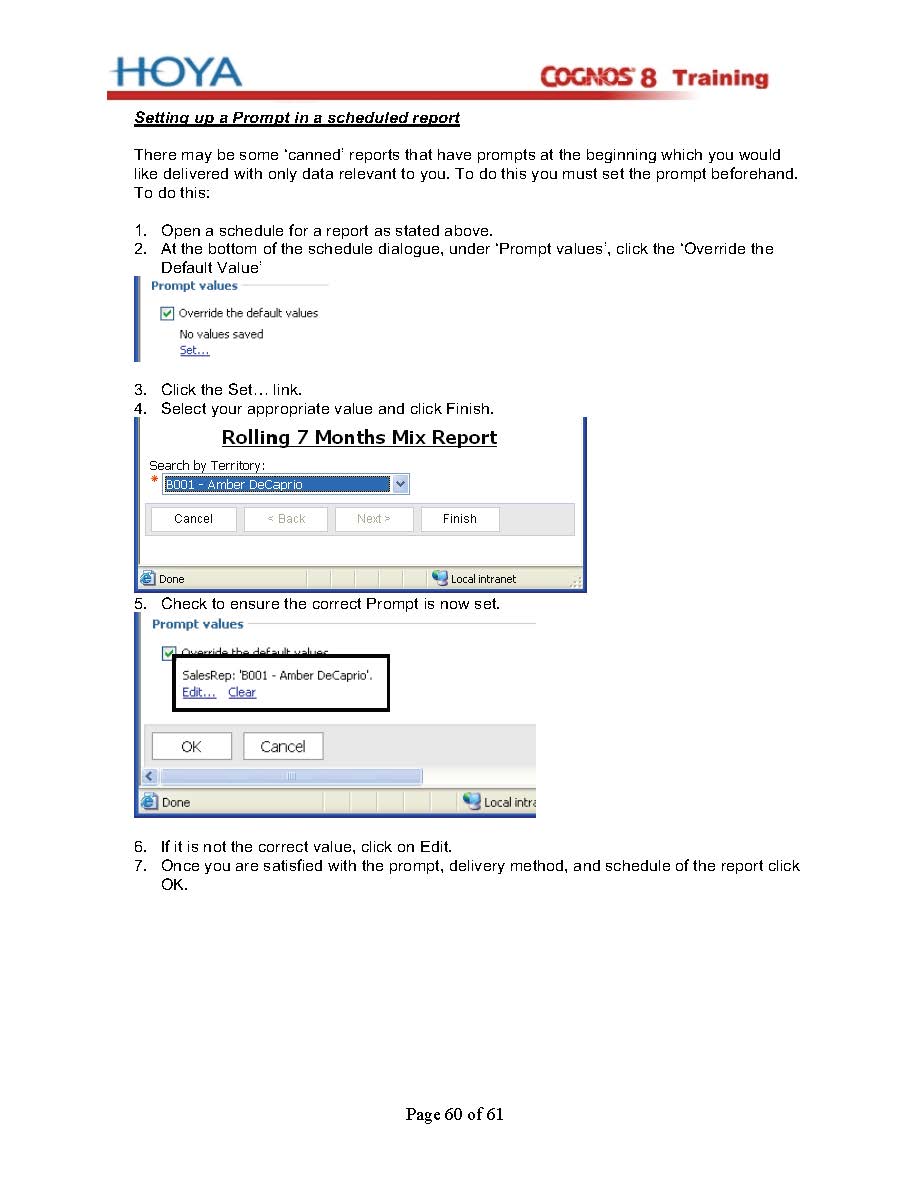 HOYA COGNOS 8 Training
Setting up a Prompt in a scheduled report
There may be some ‘canned’ reports that have prompts at the beginning which you would
like delivered with only data relevant to you. To do this you must set the prompt beforehand.
To do this:
1. Open a schedule for a report as stated above.
2. At the bottom of the schedule dialogue, under ‘Prompt values’, click the ‘Override the
Default Value’
Prompt values
Override the default values
No values saved
Set...
3. Click the Set… link.
4. Select your appropriate value and click Finish.
Rolling 7 Months Mix Report
Search by Territory:
* B001 - Amber DeCaprio
Cancel < Back Next > Finish
Done Local intranet
5. Check to ensure the correct Prompt is now set.
Prompt values
Override the default values
SalesRep: 'B001 - Amber DeCaprio'.
Edit... Clear
OK Cancel
Done Local intra
6. If it is not the correct value, click on Edit.
7. Once you are satisfied with the prompt, delivery method, and schedule of the report click
OK.
Page 60 of 61